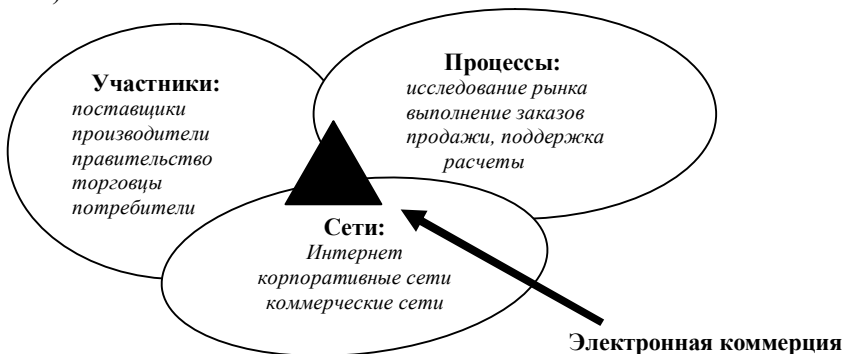 Участники:
поставщики
производители
правительство
торговцы
потребители
Процессы:
исследование рынка
выполнение заказов
продажи, поддержка
расчеты
Сети:
Интернет
корпоративные сети
коммерческие сети
Электронная коммерция